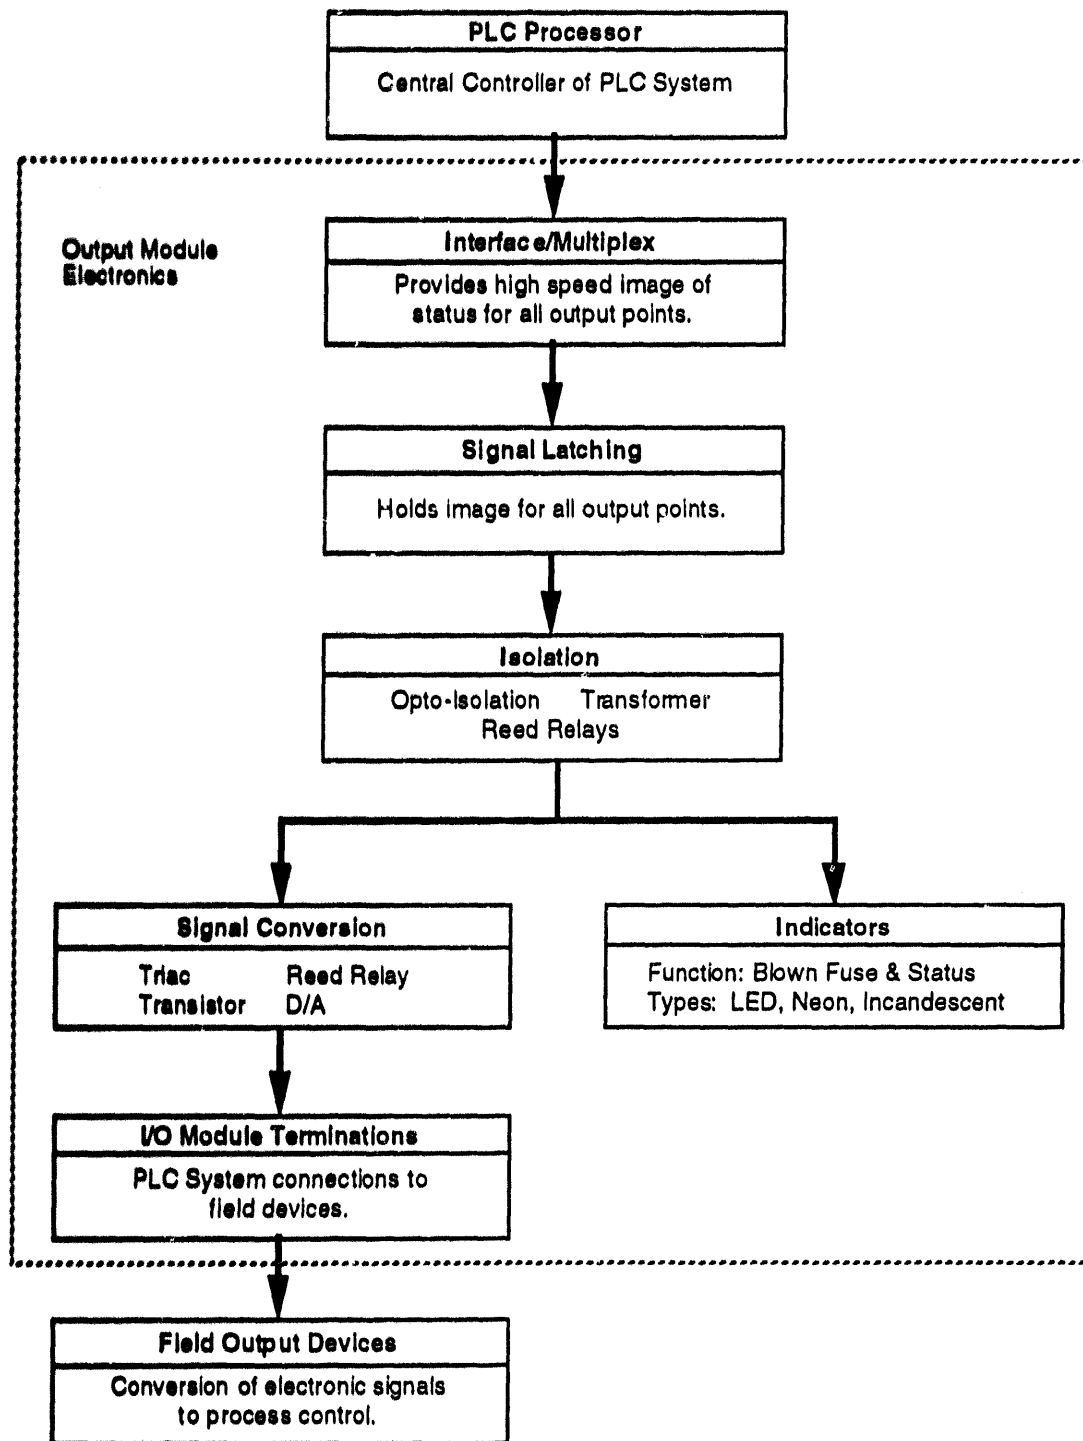 PLC Processor
Central Controller of PLC System
Output Module
Electronics
Interface/Multiplex
Provides high speed image of
status for all output points.
Signal Latching
Holds image for all output points.
Isolation
Opto-Isolation Transformer
Reed Relays
Signal Conversion
Triac Reed Relay
Transistor D/A
Indicators
Function: Blown Fuse & Status
Types: LED, Neon, Incandescent
I/O Module Terminations
PLC System connections to
field devices.
Field Output Devices
Conversion of electronic signals
to process control.